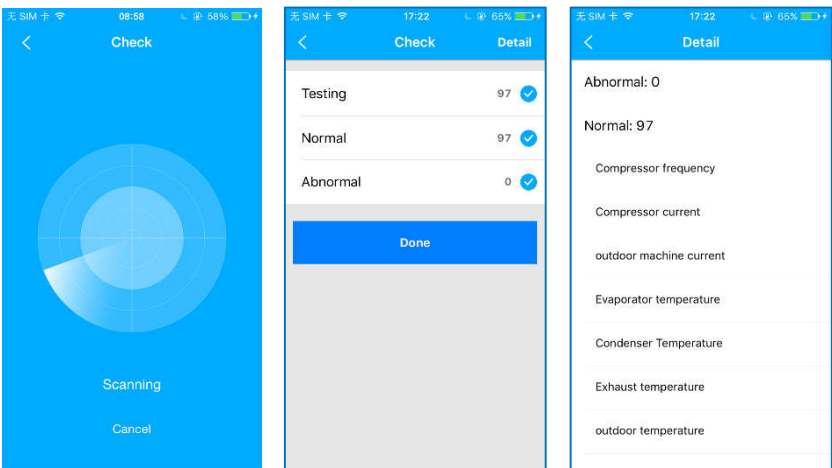 无 SIM 卡 08:58 58%
Check
Scanning
Cancel
无 SIM 卡 17:22 65%
Check Detail
Testing 97
Normal 97
Abnormal 0
Done
无 SIM 卡 17:22 65%
Detail
Abnormal: 0
Normal: 97
Compressor frequency
Compressor current
outdoor machine current
Evaporator temperature
Condenser Temperature
Exhaust temperature
outdoor temperature